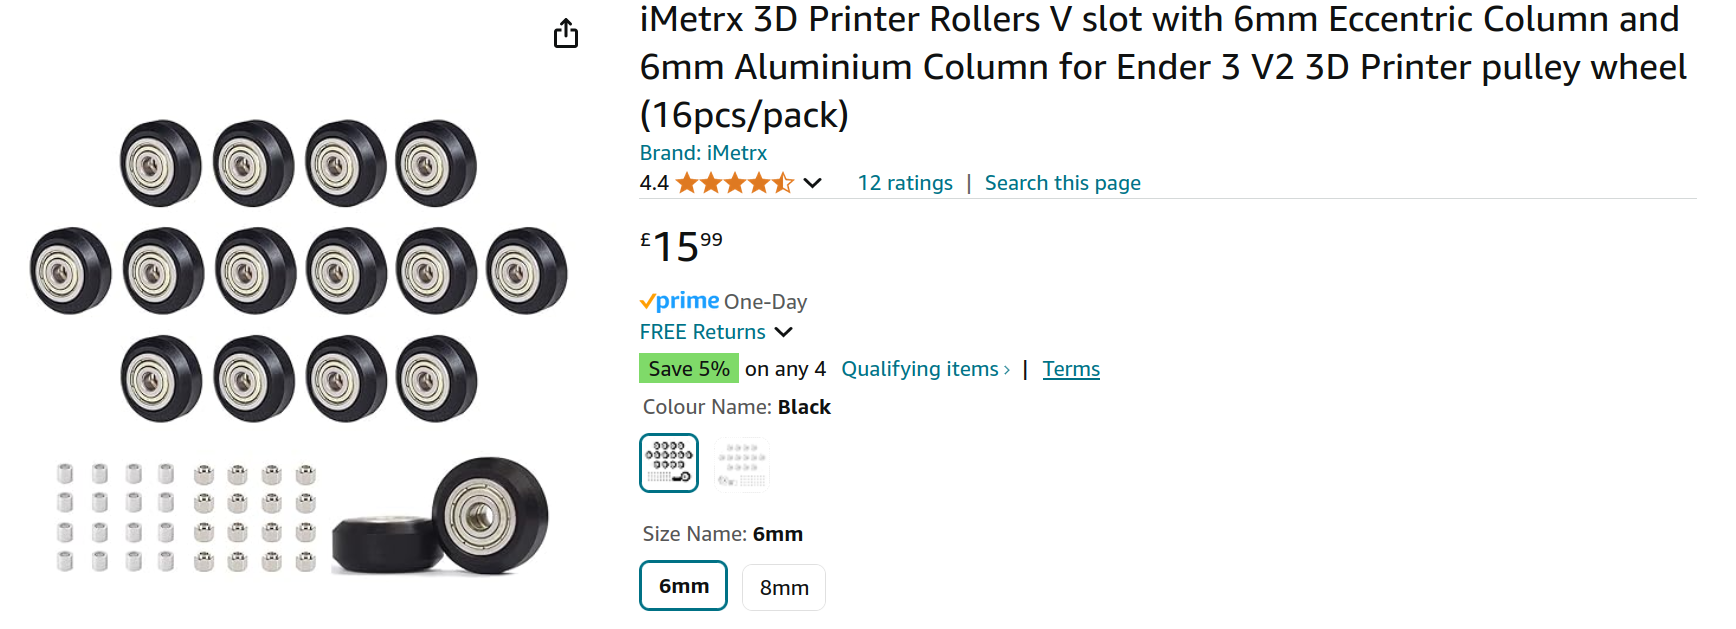 iMetrx 3D Printer Rollers V slot with 6mm Eccentric Column and
6mm Aluminium Column for Ender 3 V2 3D Printer pulley wheel
(16pcs/pack)
Brand: iMetrx
4.4 12 ratings | Search this page
£15 99
prime One-Day
FREE Returns
Save 5% on any 4 Qualifying items › | Terms
Colour Name: Black
Size Name: 6mm
6mm 8mm